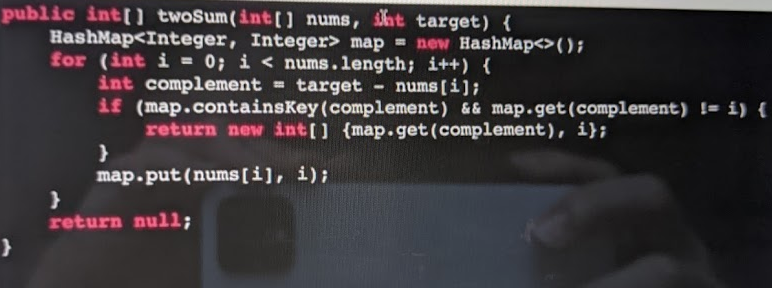 public int[] twoSum(int[] nums, int target) {
    HashMap<Integer, Integer> map = new HashMap<>();
    for (int i = 0; i < nums.length; i++) {
        int complement = target - nums[i];
        if (map.containsKey(complement) && map.get(complement) != i) {
            return new int[] {map.get(complement), i};
        }
        map.put(nums[i], i);
    }
    return null;
}